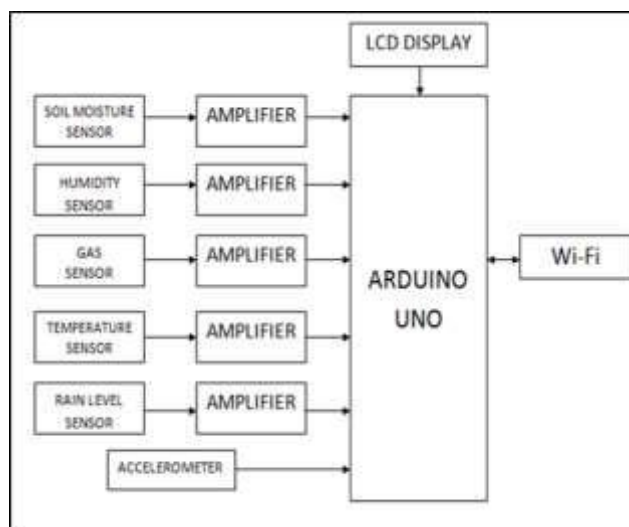 LCD DISPLAY
SOIL MOISTURE
SENSOR
AMPLIFIER
HUMIDITY
SENSOR
AMPLIFIER
GAS
SENSOR
AMPLIFIER
ARDUINO
UNO
Wi-Fi
TEMPERATURE
SENSOR
AMPLIFIER
RAIN LEVEL
SENSOR
AMPLIFIER
ACCELEROMETER